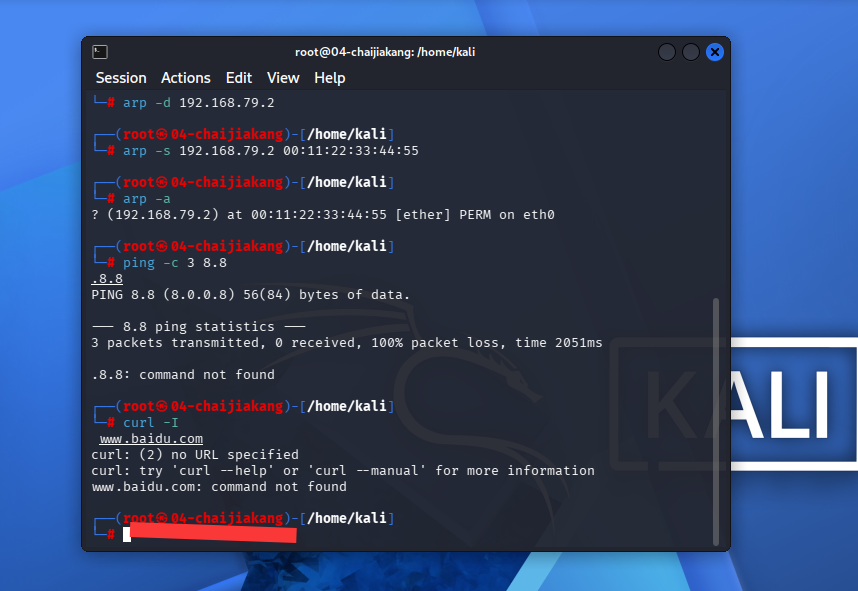 root@04-chaijiakang: /home/kali
Session Actions Edit View Help
└─# arp -d 192.168.79.2
┌──(root㉿04-chaijiakang)-[/home/kali]
└─# arp -s 192.168.79.2 00:11:22:33:44:55
┌──(root㉿04-chaijiakang)-[/home/kali]
└─# arp -a
? (192.168.79.2) at 00:11:22:33:44:55 [ether] PERM on eth0
┌──(root㉿04-chaijiakang)-[/home/kali]
└─# ping -c 3 8.8
.8.8
PING 8.8 (8.0.0.8) 56(84) bytes of data.
--- 8.8 ping statistics ---
3 packets transmitted, 0 received, 100% packet loss, time 2051ms
.8.8: command not found
┌──(root㉿04-chaijiakang)-[/home/kali]
└─# curl -I
www.baidu.com
curl: (2) no URL specified
curl: try 'curl --help' or 'curl --manual' for more information
www.baidu.com: command not found
┌──(root㉿04-chaijiakang)-[/home/kali]
└─#
KALI